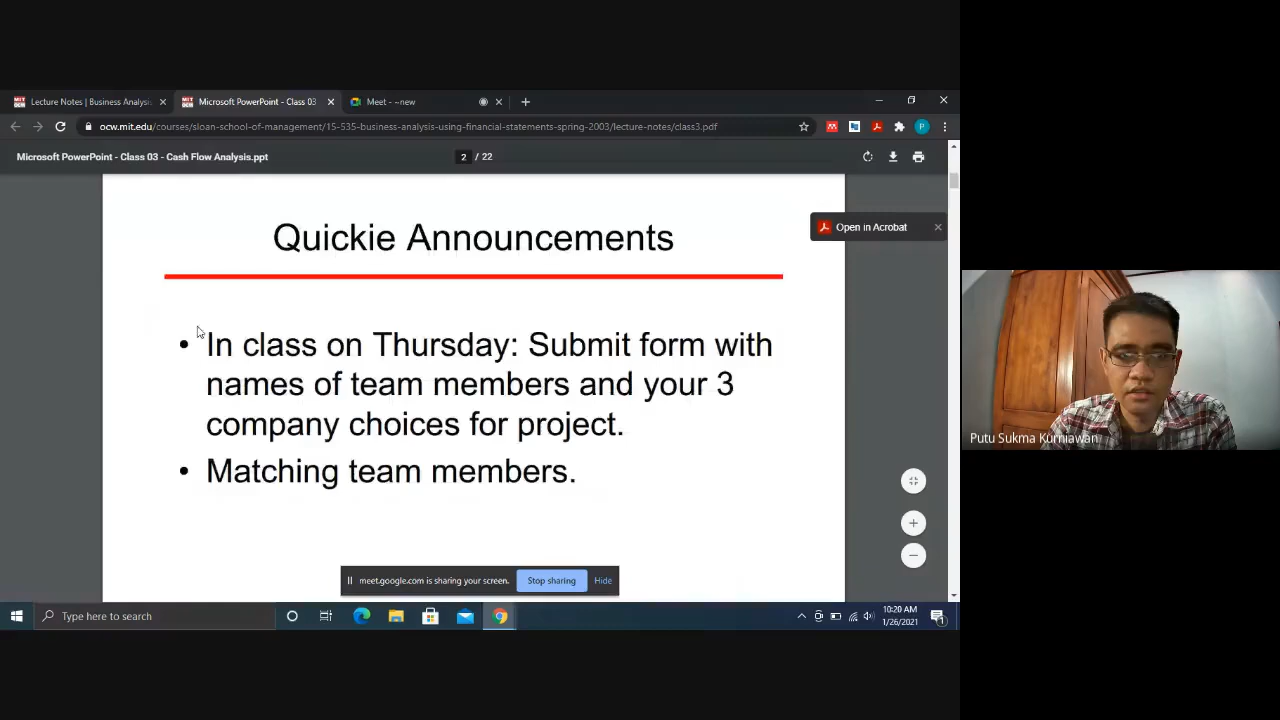 Lecture Notes | Business Analysis
Microsoft PowerPoint - Class 03
Meet - ~new
ocw.mit.edu/courses/sloan-school-of-management/15-535-business-analysis-using-financial-statements-spring-2003/lecture-notes/class3.pdf
P
Microsoft PowerPoint - Class 03 - Cash Flow Analysis.ppt
2 / 22
Quickie Announcements
Open in Acrobat
• In class on Thursday: Submit form with
names of team members and your 3
company choices for project.
• Matching team members.
Putu Sukma Kurniawan
meet.google.com is sharing your screen.
Stop sharing
Hide
Type here to search
10:20 AM
1/26/2021
1